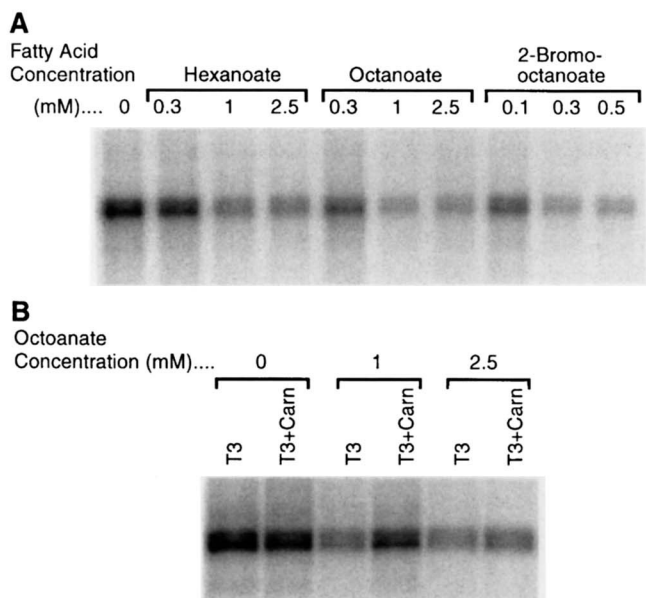 A
Fatty Acid
Concentration
(mM).... 0
Hexanoate
0.3 1 2.5
Octanoate
0.3 1 2.5
2-Bromo-
octanoate
0.1 0.3 0.5
B
Octoanate
Concentration (mM)....
0 1 2.5
T3 T3+Carn T3 T3+Carn T3 T3+Carn